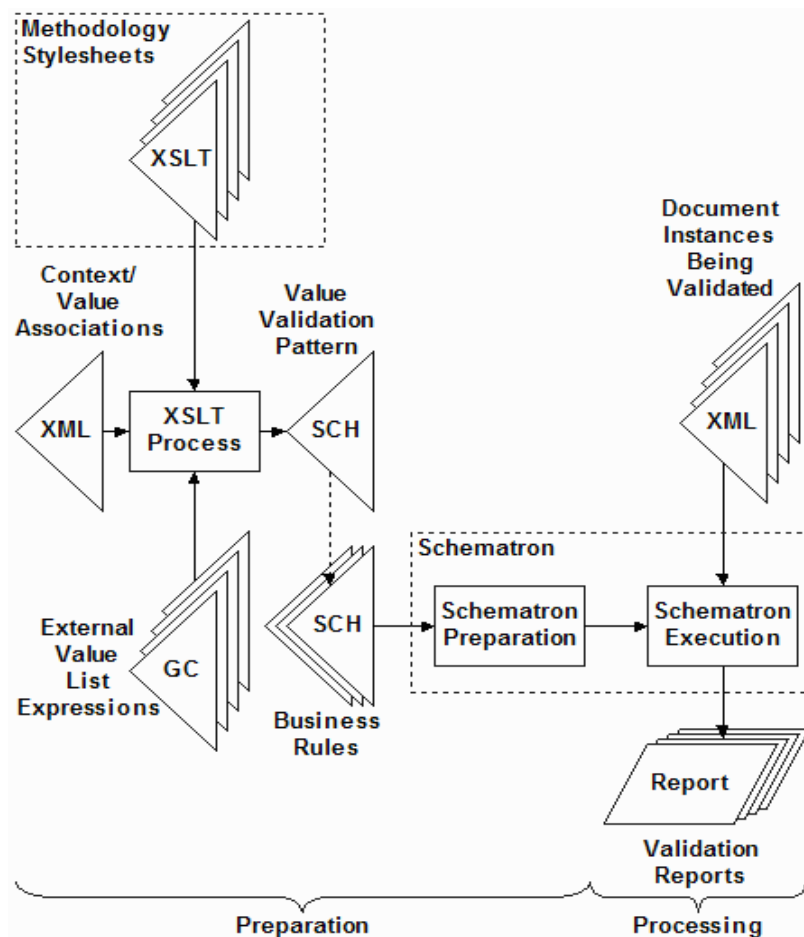 Methodology
Stylesheets
XSLT
Document
Instances
Being
Validated
Context/
Value
Associations
Value
Validation
Pattern
XML
XSLT
Process
SCH
XML
Schematron
External
Value
List
Expressions
GC
SCH
Schematron
Preparation
Schematron
Execution
Business
Rules
Report
Validation
Reports
Preparation
Processing